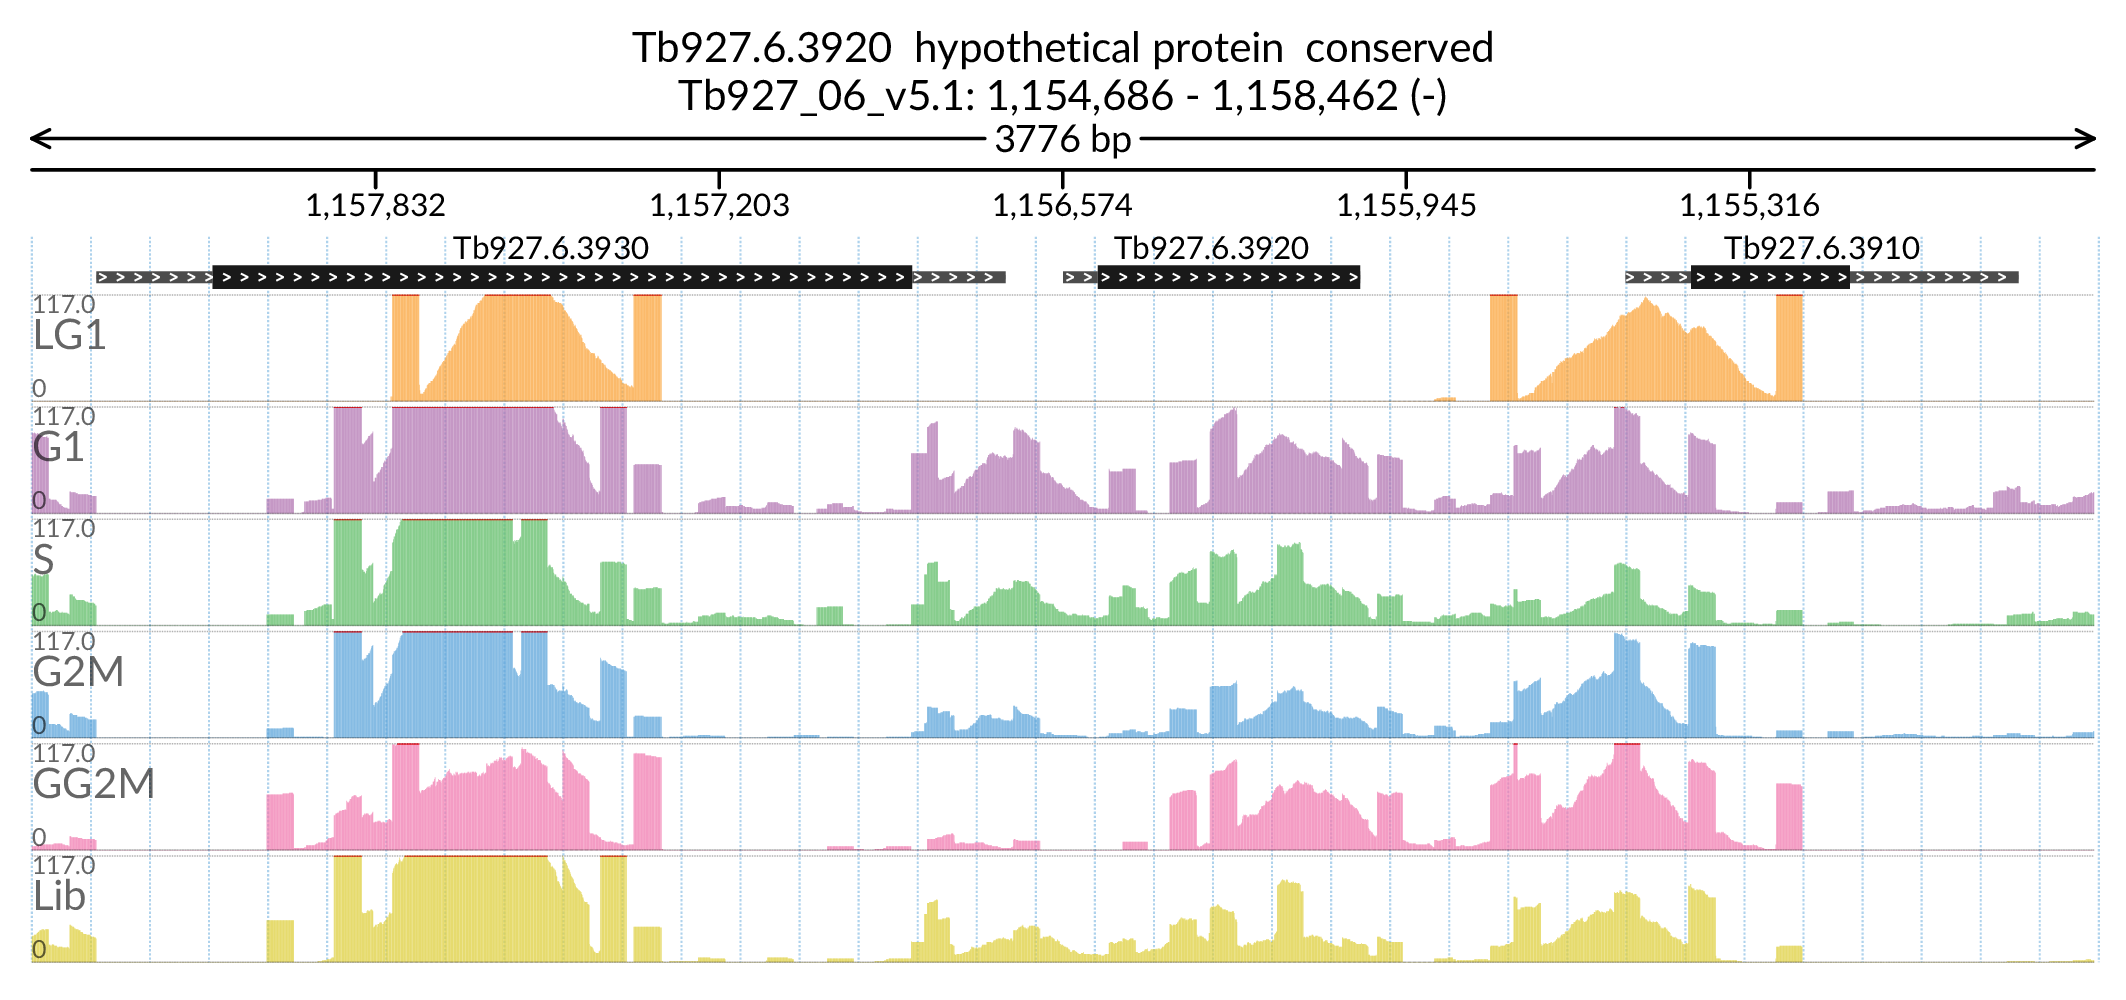 Tb927.6.3920  hypothetical protein  conserved
Tb927_06_v5.1: 1,154,686 - 1,158,462 (-)
3776 bp
1,157,832 1,157,203 1,156,574 1,155,945 1,155,316
Tb927.6.3930 Tb927.6.3920 Tb927.6.3910
117.0
LG1
0
117.0
G1
0
117.0
S
0
117.0
G2M
0
117.0
GG2M
0
117.0
Lib
0